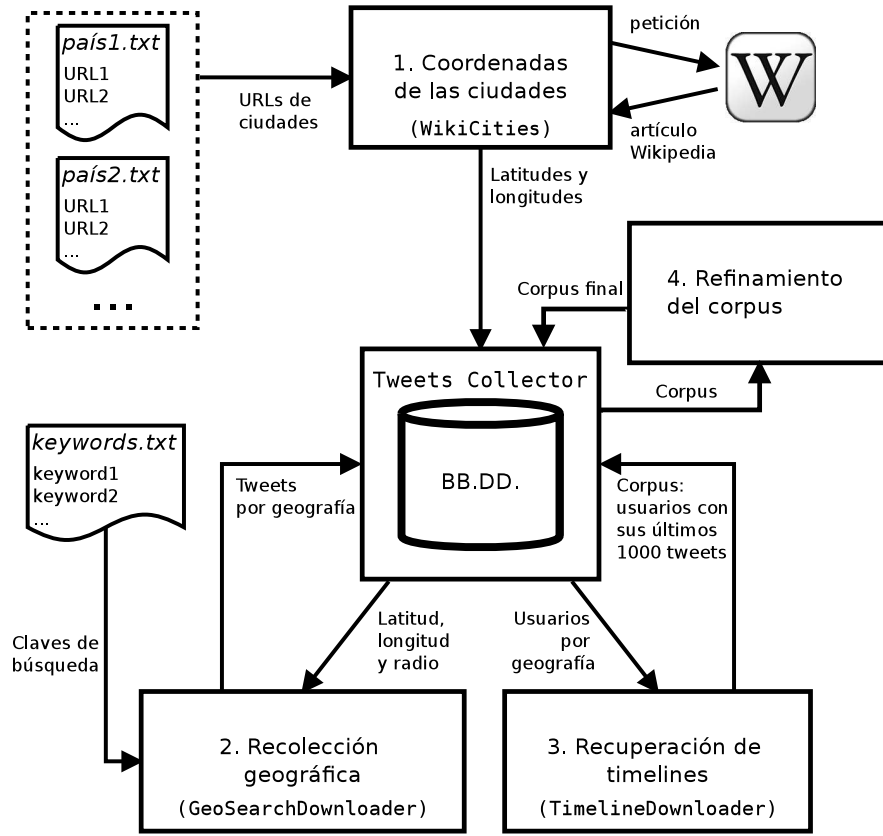 país1.txt
URL1
URL2
...
país2.txt
URL1
URL2
...
...
URLs de
ciudades
1. Coordenadas
de las ciudades
(WikiCities)
petición
W
artículo
Wikipedia
Latitudes y
longitudes
4. Refinamiento
del corpus
Corpus final
Corpus
Tweets Collector
BB.DD.
keywords.txt
keyword1
keyword2
...
Tweets
por geografía
Corpus:
usuarios con
sus últimos
1000 tweets
Claves de
búsqueda
Latitud,
longitud
y radio
Usuarios
por
geografía
2. Recolección
geográfica
(GeoSearchDownloader)
3. Recuperación de
timelines
(TimelineDownloader)